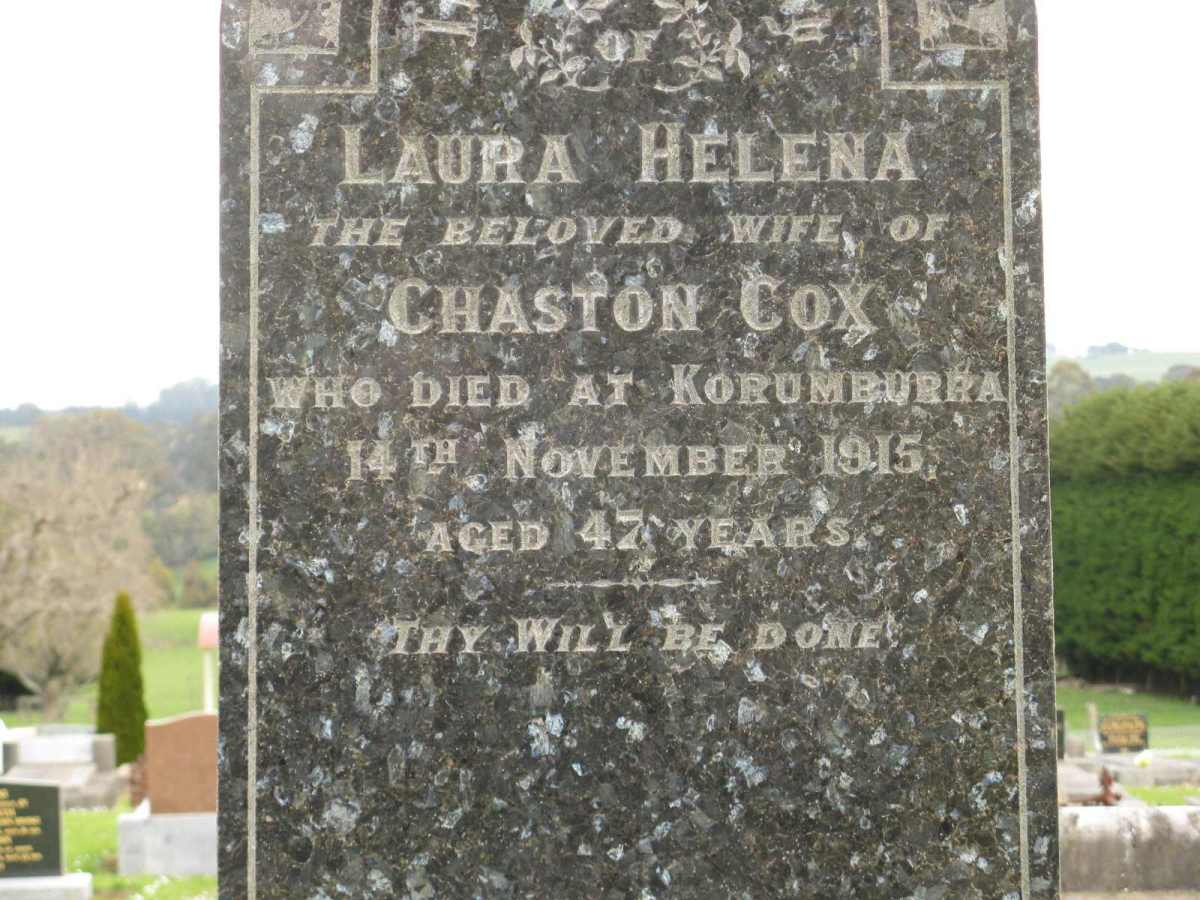 OF
LAURA HELENA
THE BELOVED WIFE OF
CHASTON COX
WHO DIED AT KORUMBURRA
14TH NOVEMBER 1915,
AGED 47 YEARS.
THY WILL BE DONE